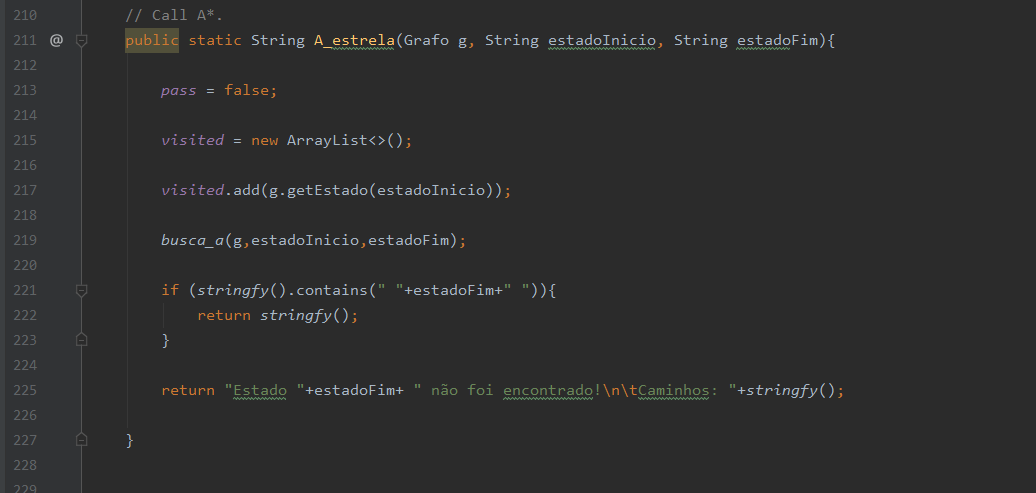 210 // Call A*.
211 @ public static String A_estrela(Grafo g, String estadoInicio, String estadoFim){
212
213 pass = false;
214
215 visited = new ArrayList<>();
216
217 visited.add(g.getEstado(estadoInicio));
218
219 busca_a(g,estadoInicio,estadoFim);
220
221 if (stringfy().contains(" "+estadoFim+" ")){
222 return stringfy();
223 }
224
225 return "Estado "+estadoFim+ " não foi encontrado!\n\tCaminhos: "+stringfy();
226
227 }
228
229